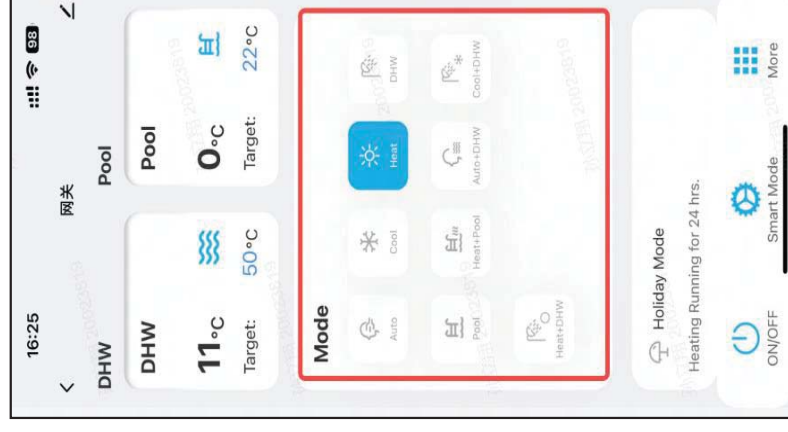 16:25
98
网关
DHW
Pool
DHW
11°C
Target:
50°C
Pool
0°C
Target:
22°C
Mode
Auto
Cool
Heat
DHW
Pool
Heat+Pool
Auto+DHW
Cool+DHW
Heat+DHW
Holiday Mode
Heating Running for 24 hrs.
ON/OFF
Smart Mode
More